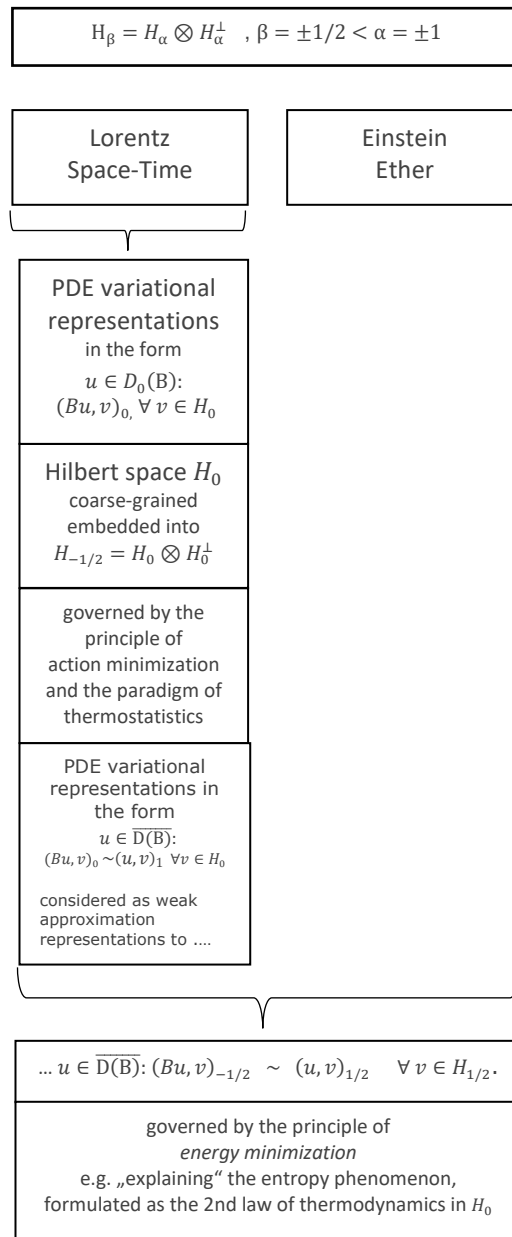 H_β = H_α ⊗ H_α^⊥ , β = ±1/2 < α = ±1
Lorentz
Space-Time
Einstein
Ether
PDE variational
representations
in the form
u ∈ D_0(B):
(Bu, v)_{0,} ∀ v ∈ H_0
Hilbert space H_0
coarse-grained
embedded into
H_{−1/2} = H_0 ⊗ H_0^⊥
governed by the
principle of
action minimization
and the paradigm of
thermostatistics
PDE variational
representations in
the form
u ∈ \overline{D(B)}:
(Bu, v)_0 ~(u, v)_1 ∀v ∈ H_0
considered as weak
approximation
representations to ....
... u ∈ \overline{D(B)}: (Bu, v)_{−1/2} ~ (u, v)_{1/2} ∀ v ∈ H_{1/2}.
governed by the principle of
energy minimization
e.g. „explaining“ the entropy phenomenon,
formulated as the 2nd law of thermodynamics in H_0